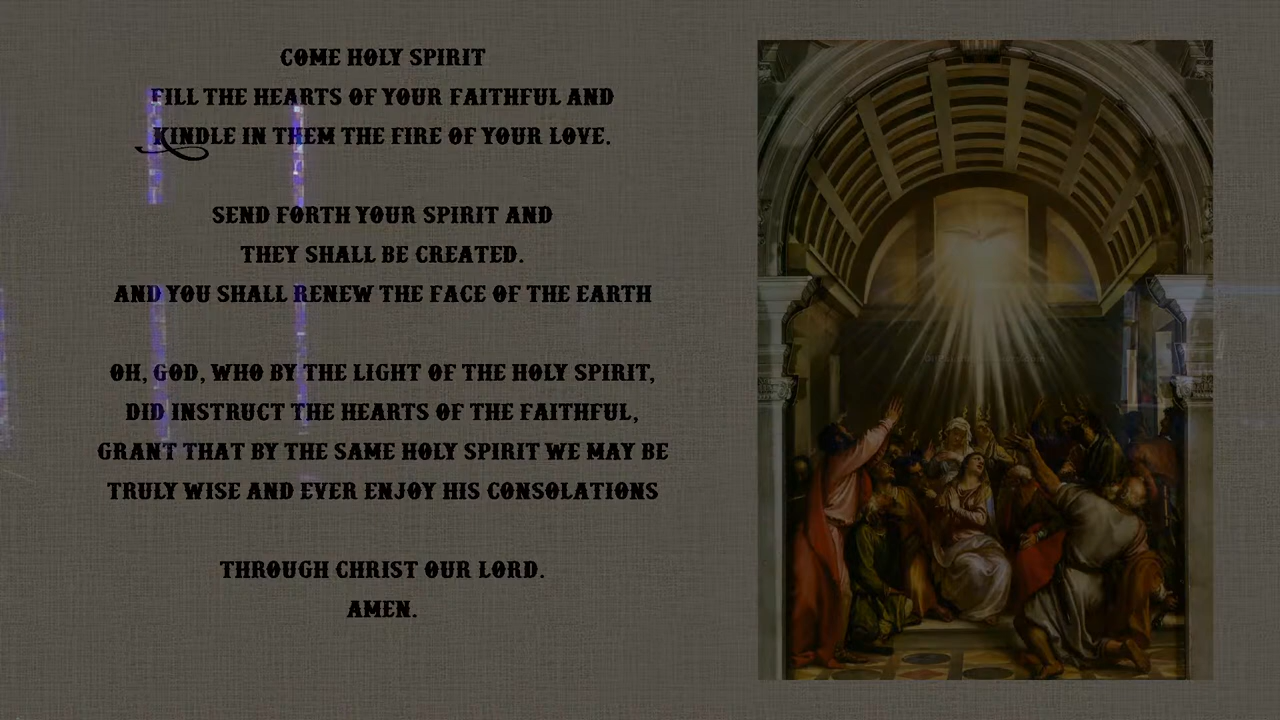 COME HOLY SPIRIT
FILL THE HEARTS OF YOUR FAITHFUL AND
KINDLE IN THEM THE FIRE OF YOUR LOVE.
SEND FORTH YOUR SPIRIT AND
THEY SHALL BE CREATED.
AND YOU SHALL RENEW THE FACE OF THE EARTH
OH, GOD, WHO BY THE LIGHT OF THE HOLY SPIRIT,
DID INSTRUCT THE HEARTS OF THE FAITHFUL,
GRANT THAT BY THE SAME HOLY SPIRIT WE MAY BE
TRULY WISE AND EVER ENJOY HIS CONSOLATIONS
THROUGH CHRIST OUR LORD.
AMEN.